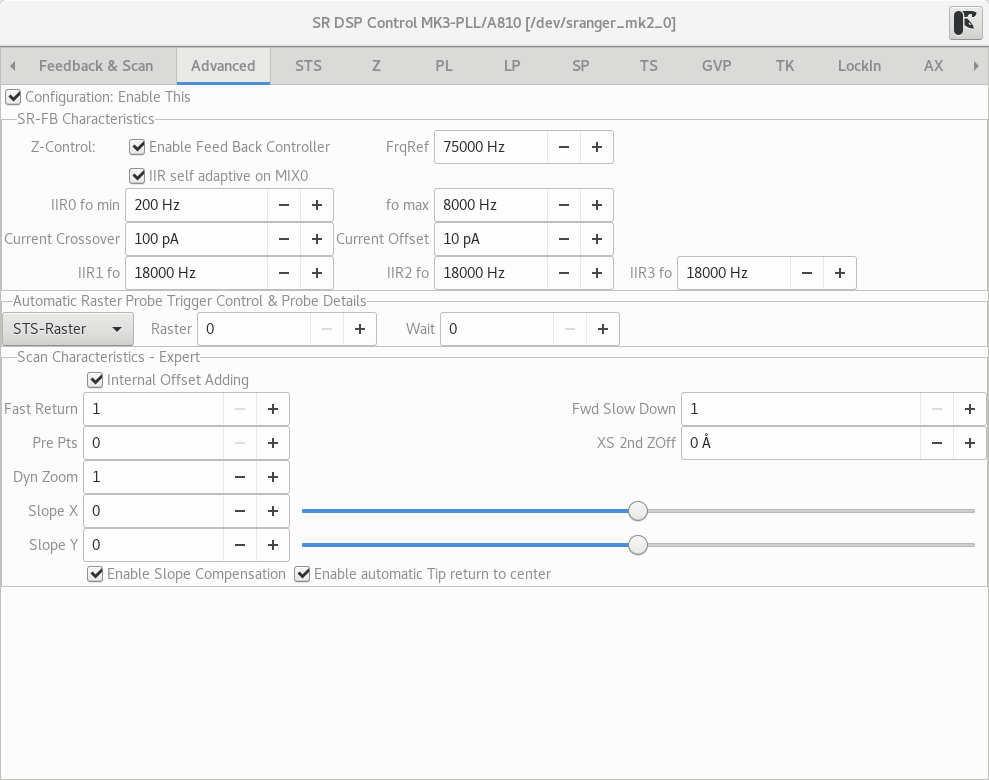 SR DSP Control MK3-PLL/A810 [/dev/sranger_mk2_0]
Feedback & Scan Advanced STS Z PL LP SP TS GVP TK LockIn AX
Configuration: Enable This
SR-FB Characteristics
Z-Control: Enable Feed Back Controller FrqRef 75000 Hz
IIR self adaptive on MIX0
IIR0 fo min 200 Hz fo max 8000 Hz
Current Crossover 100 pA Current Offset 10 pA
IIR1 fo 18000 Hz IIR2 fo 18000 Hz IIR3 fo 18000 Hz
Automatic Raster Probe Trigger Control & Probe Details
STS-Raster Raster 0 Wait 0
Scan Characteristics - Expert
Internal Offset Adding
Fast Return 1 Fwd Slow Down 1
Pre Pts 0 XS 2nd ZOff 0 Å
Dyn Zoom 1
Slope X 0
Slope Y 0
Enable Slope Compensation Enable automatic Tip return to center